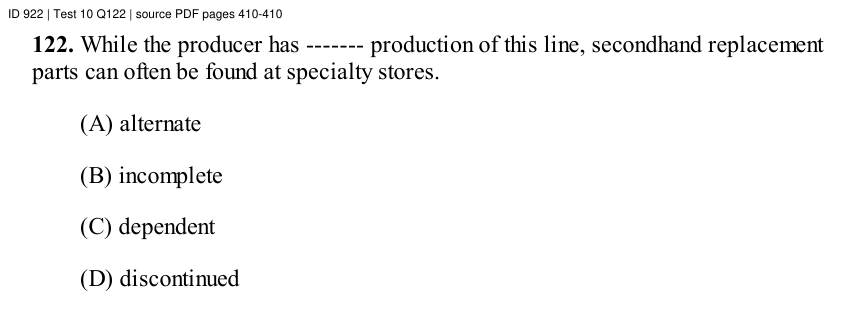 ID 922 | Test 10 Q122 | source PDF pages 410-410
122. While the producer has ------- production of this line, secondhand replacement
parts can often be found at specialty stores.
(A) alternate
(B) incomplete
(C) dependent
(D) discontinued